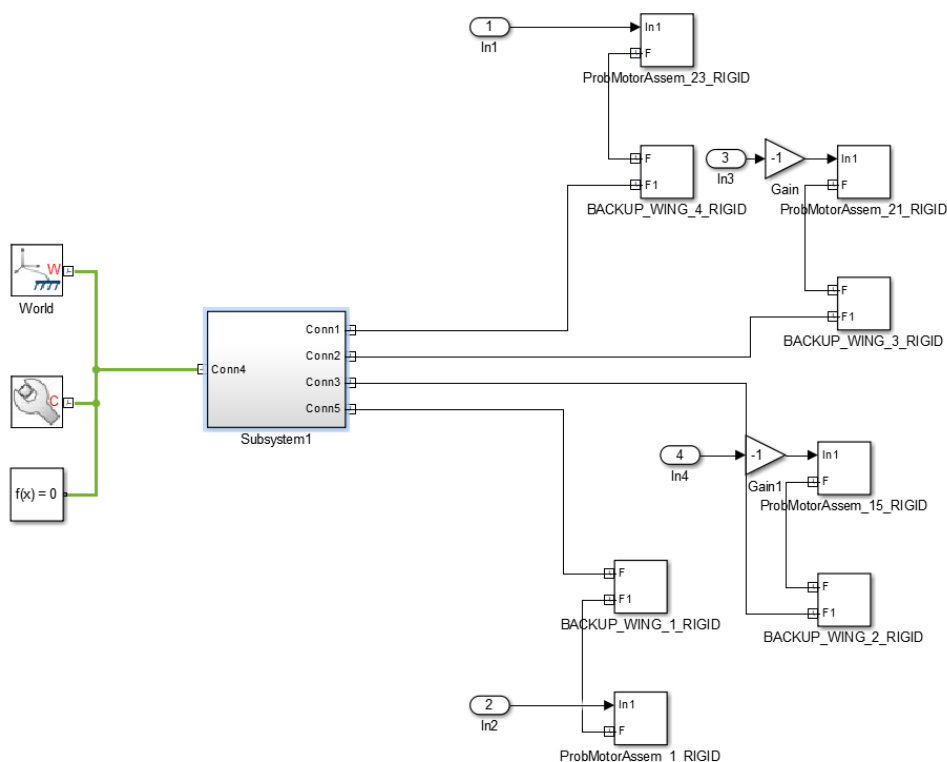 1
In1
In1
F
ProbMotorAssem_23_RIGID
F
F1
BACKUP_WING_4_RIGID
3
In3
-1
Gain
In1
F
ProbMotorAssem_21_RIGID
F
F1
BACKUP_WING_3_RIGID
W
World
C
f(x) = 0
Conn4
Conn1
Conn2
Conn3
Conn5
Subsystem1
4
In4
-1
Gain1
In1
F
ProbMotorAssem_15_RIGID
F
F1
BACKUP_WING_2_RIGID
F
F1
BACKUP_WING_1_RIGID
2
In2
In1
F
ProbMotorAssem_1_RIGID